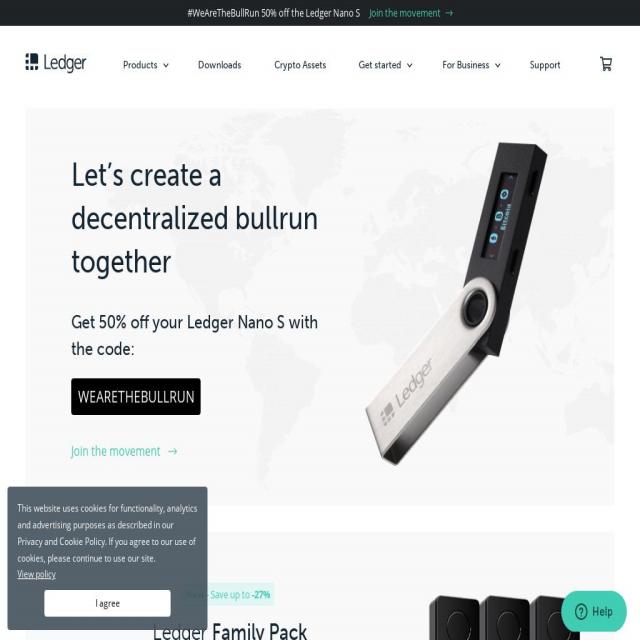 #WeAreTheBullRun 50% off the Ledger Nano S Join the movement →
Ledger
Products
Downloads
Crypto Assets
Get started
For Business
Support
Let's create a
decentralized bullrun
together
Get 50% off your Ledger Nano S with
the code:
WEARETHEBULLRUN
Join the movement →
Bitcoin
Ledger
This website uses cookies for functionality, analytics
and advertising purposes as described in our
Privacy and Cookie Policy. If you agree to our use of
cookies, please continue to use our site.
View policy
I agree
- Save up to -27%
Ledger Family Pack
Help